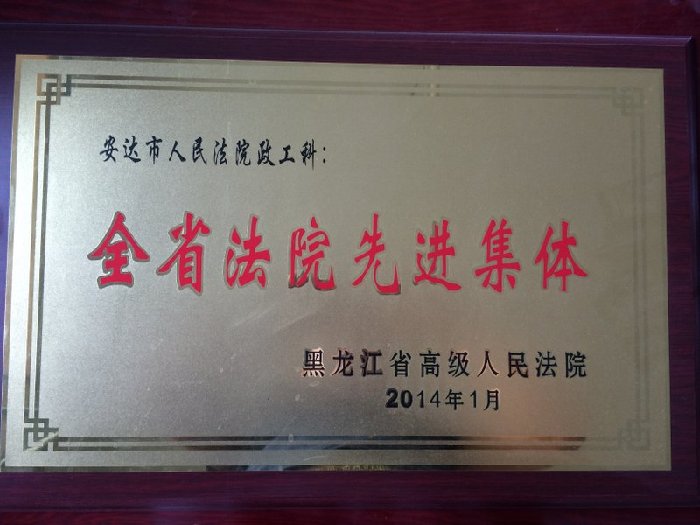 安达市人民法院政工科：
全省法院先进集体
黑龙江省高级人民法院
2014年1月